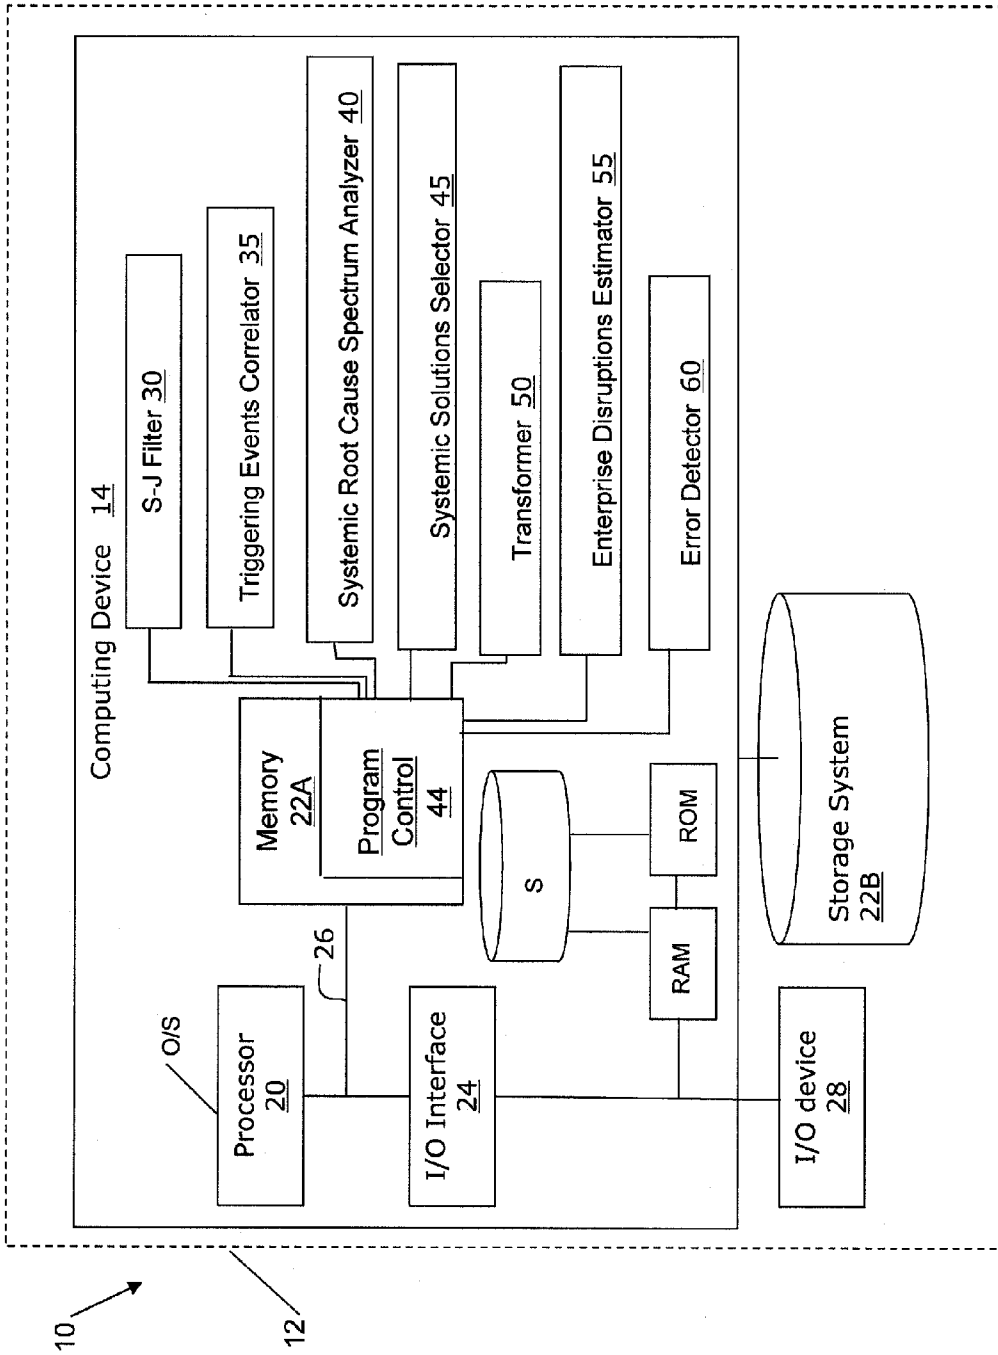 10
12
Computing Device 14
O/S
Processor
20
26
I/O Interface
24
Memory
22A
Program
Control
44
S-J Filter 30
Triggering Events Correlator 35
Systemic Root Cause Spectrum Analyzer 40
Systemic Solutions Selector 45
Transformer 50
Enterprise Disruptions Estimator 55
Error Detector 60
S
RAM
ROM
I/O device
28
Storage System
22B